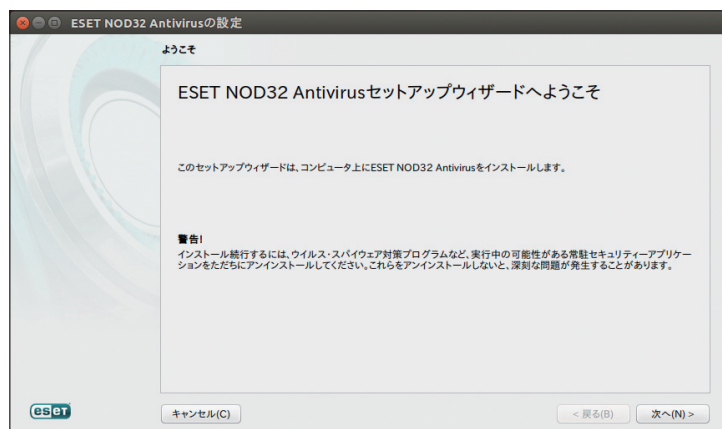 ESET NOD32 Antivirusの設定
ようこそ
ESET NOD32 Antivirusセットアップウィザードへようこそ
このセットアップウィザードは、コンピュータ上にESET NOD32 Antivirusをインストールします。
警告!
インストール続行するには、ウイルス・スパイウェア対策プログラムなど、実行中の可能性がある常駐セキュリティーアプリケー
ションをただちにアンインストールしてください。これらをアンインストールしないと、深刻な問題が発生することがあります。
eset
キャンセル(C)
< 戻る(B)
次へ(N) >